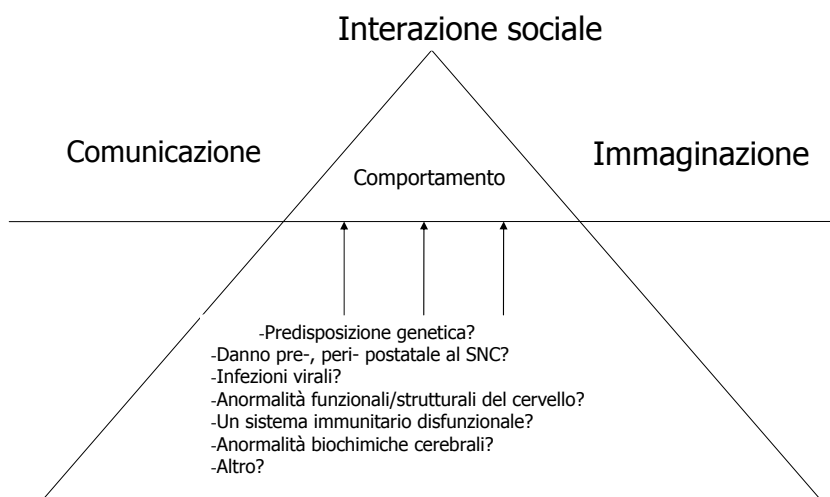 Interazione sociale
Comunicazione
Immaginazione
Comportamento
-Predisposizione genetica?
-Danno pre-, peri- postatale al SNC?
-Infezioni virali?
-Anormalità funzionali/strutturali del cervello?
-Un sistema immunitario disfunzionale?
-Anormalità biochimiche cerebrali?
-Altro?